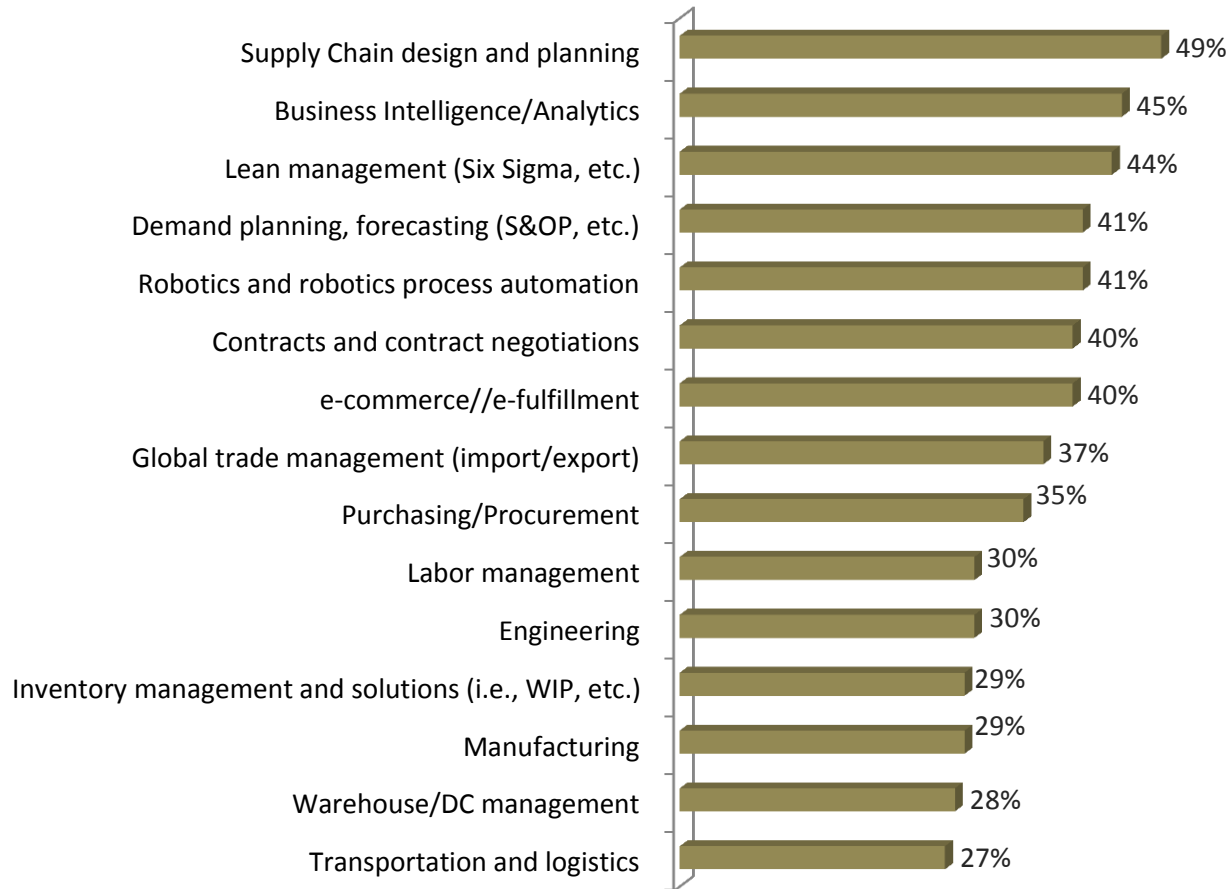 Supply Chain design and planning 49%
Business Intelligence/Analytics 45%
Lean management (Six Sigma, etc.) 44%
Demand planning, forecasting (S&OP, etc.) 41%
Robotics and robotics process automation 41%
Contracts and contract negotiations 40%
e-commerce//e-fulfillment 40%
Global trade management (import/export) 37%
Purchasing/Procurement 35%
Labor management 30%
Engineering 30%
Inventory management and solutions (i.e., WIP, etc.) 29%
Manufacturing 29%
Warehouse/DC management 28%
Transportation and logistics 27%